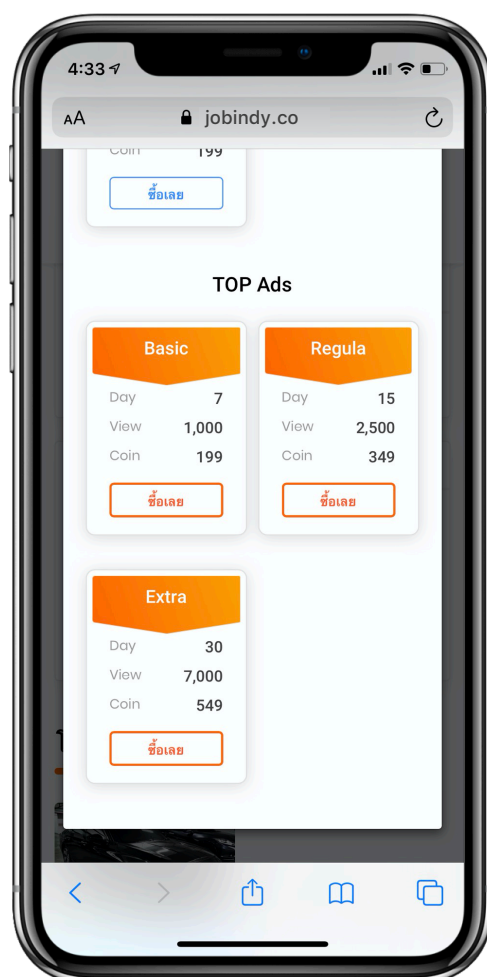 4:33
AA jobindy.co
Coin 199
ซื้อเลย
TOP Ads
Basic
Day 7
View 1,000
Coin 199
ซื้อเลย
Regula
Day 15
View 2,500
Coin 349
ซื้อเลย
Extra
Day 30
View 7,000
Coin 549
ซื้อเลย